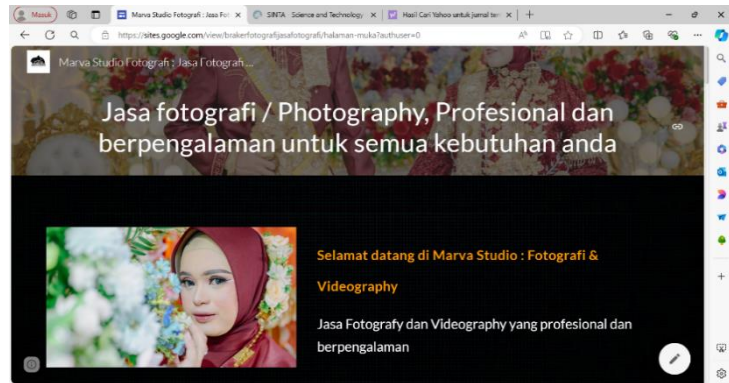 Masuk
Marva Studio Fotografi : Jasa Fot
SINTA - Science and Technology
Hasil Cari Yahoo untuk jurnal ten
https://sites.google.com/view/brakerfotografijasafotografi/halaman-muka?authuser=0
Marva Studio Fotografi : Jasa Fotografi ...
Jasa fotografi / Photography, Profesional dan
berpengalaman untuk semua kebutuhan anda
Selamat datang di Marva Studio : Fotografi &
Videography
Jasa Fotografy dan Videography yang profesional dan
berpengalaman